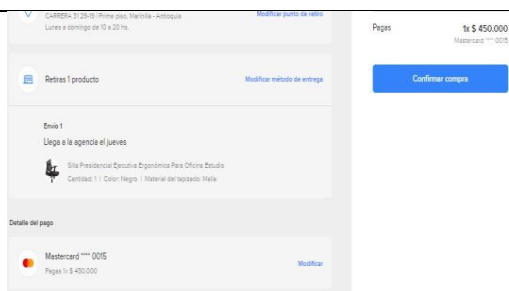 CARRERA 31 29-19 | Primer piso, Marinilla - Antioquia
Modificar punto de retiro
Lunes a domingo de 10 a 20 hs.
Retiras 1 producto
Modificar método de entrega
Envío 1
Llega a la agencia el jueves
Silla Presidencial Ejecutiva Ergonómica Para Oficina Estudio
Cantidad: 1 | Color: Negro | Material del tapizado: Malla
Detalle del pago
Mastercard **** 0015
Modificar
Pagas 1x $ 450.000
Pagas 1x $ 450.000
Mastercard **** 0015
Confirmar compra